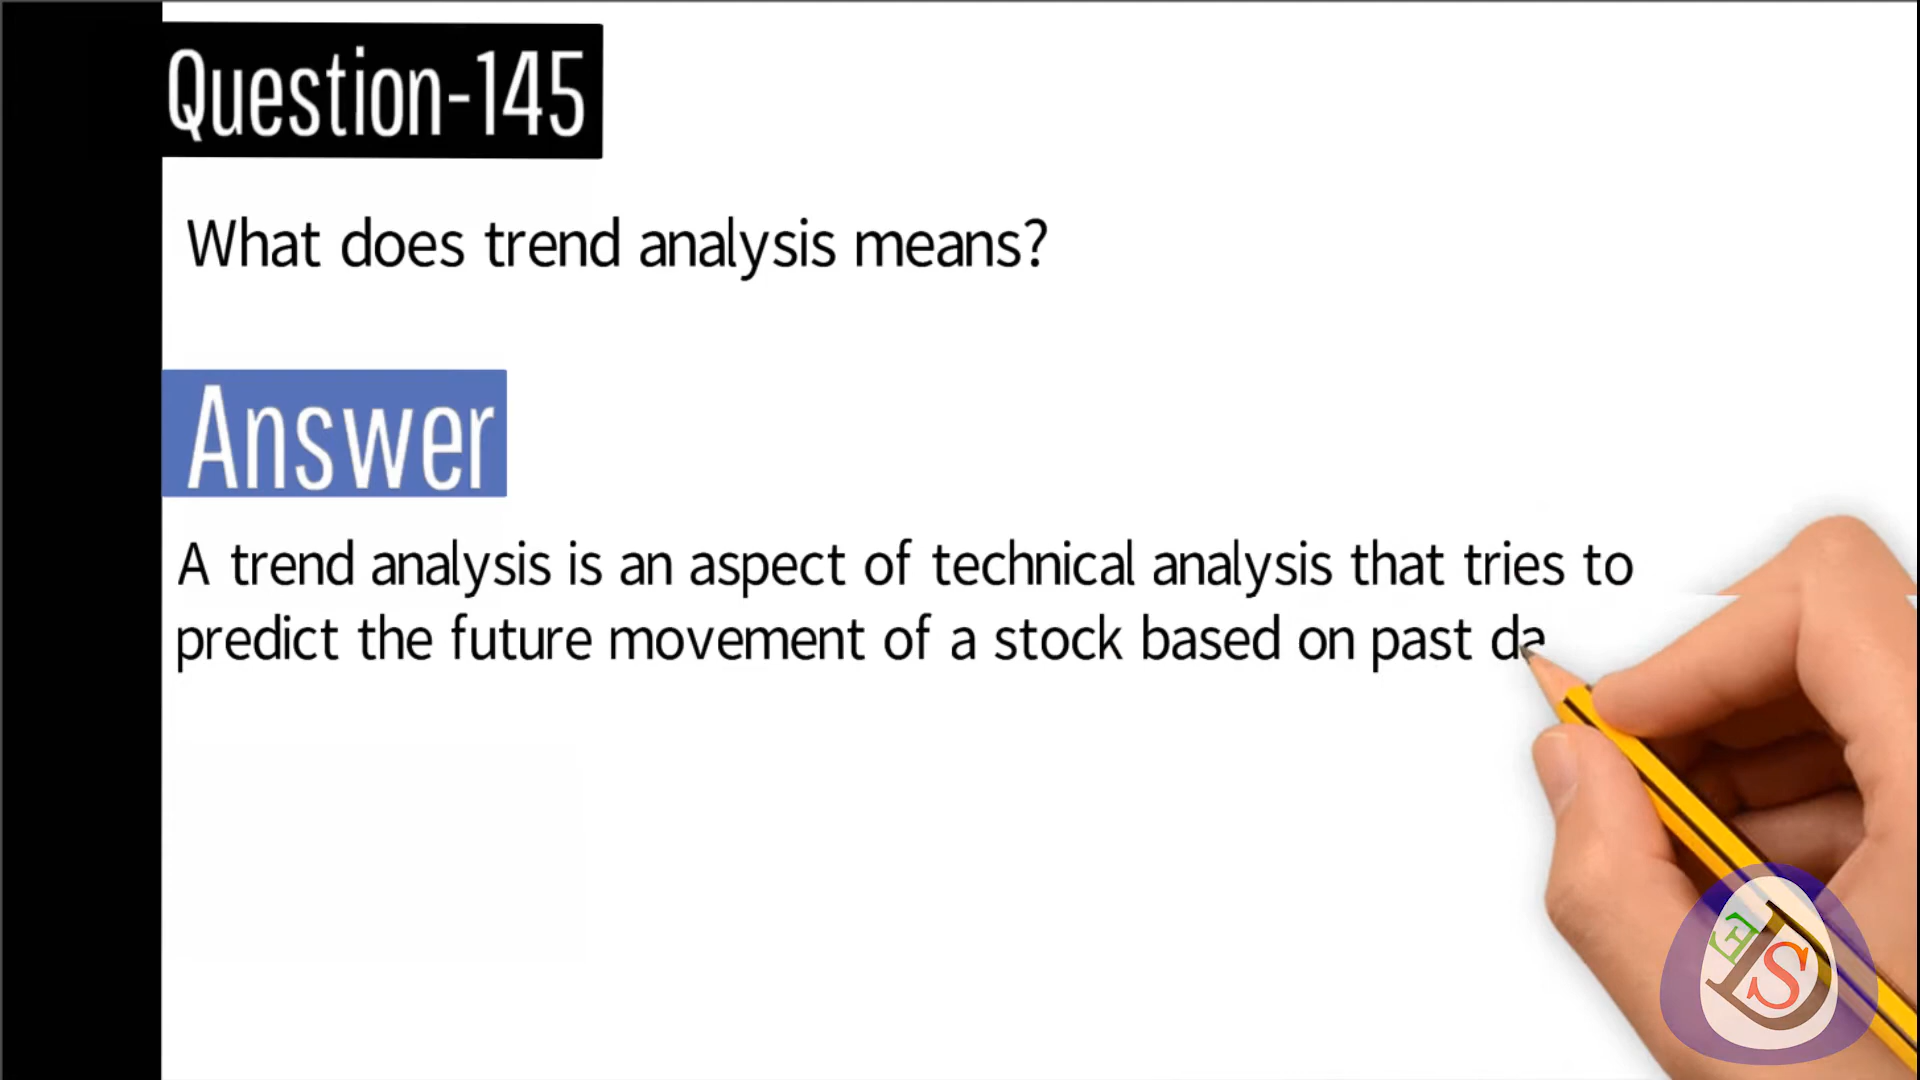 Question-145
What does trend analysis means?
Answer
A trend analysis is an aspect of technical analysis that tries to
predict the future movement of a stock based on past da
E
D
S